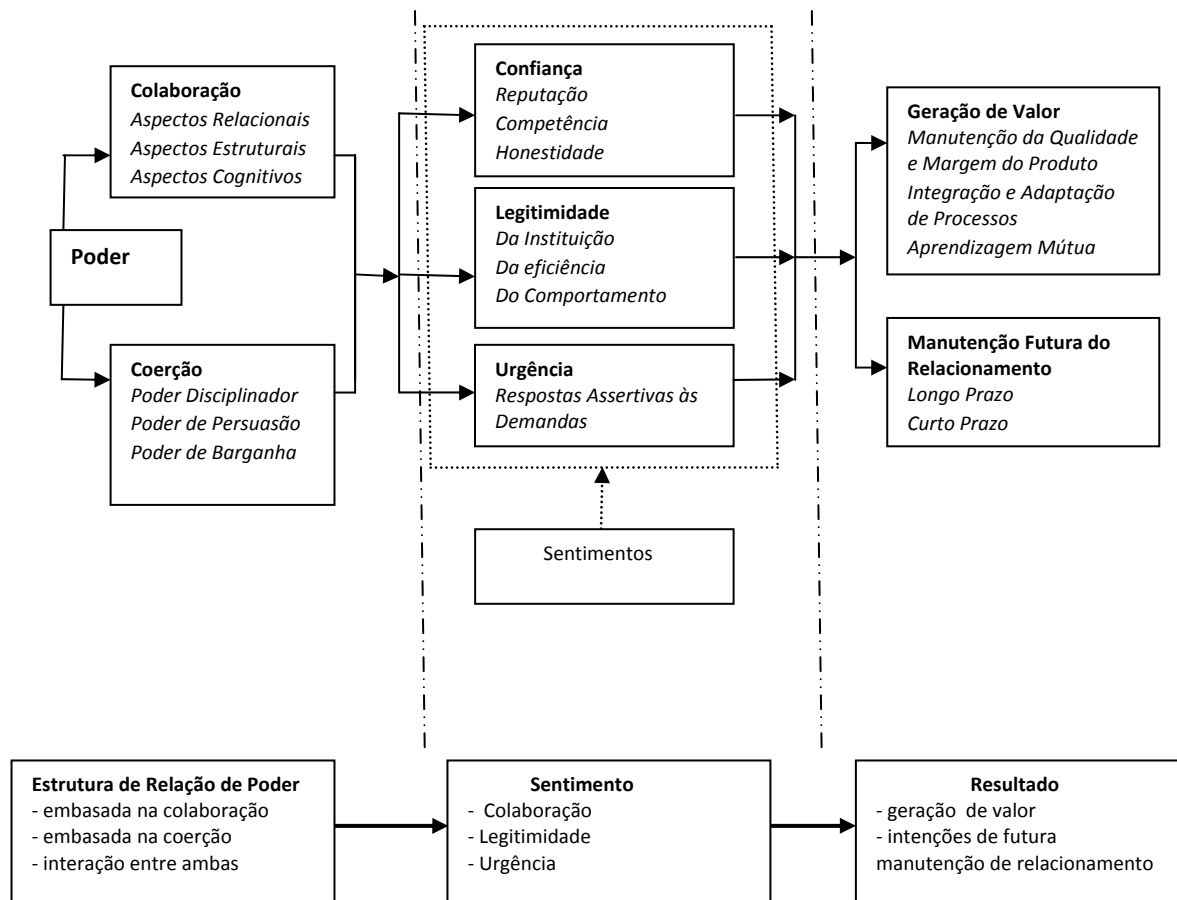 Colaboração
Aspectos Relacionais
Aspectos Estruturais
Aspectos Cognitivos
Poder
Coerção
Poder Disciplinador
Poder de Persuasão
Poder de Barganha
Confiança
Reputação
Competência
Honestidade
Legitimidade
Da Instituição
Da eficiência
Do Comportamento
Urgência
Respostas Assertivas às
Demandas
Sentimentos
Geração de Valor
Manutenção da Qualidade
e Margem do Produto
Integração e Adaptação
de Processos
Aprendizagem Mútua
Manutenção Futura do
Relacionamento
Longo Prazo
Curto Prazo
Estrutura de Relação de Poder
- embasada na colaboração
- embasada na coerção
- interação entre ambas
Sentimento
- Colaboração
- Legitimidade
- Urgência
Resultado
- geração de valor
- intenções de futura
manutenção de relacionamento